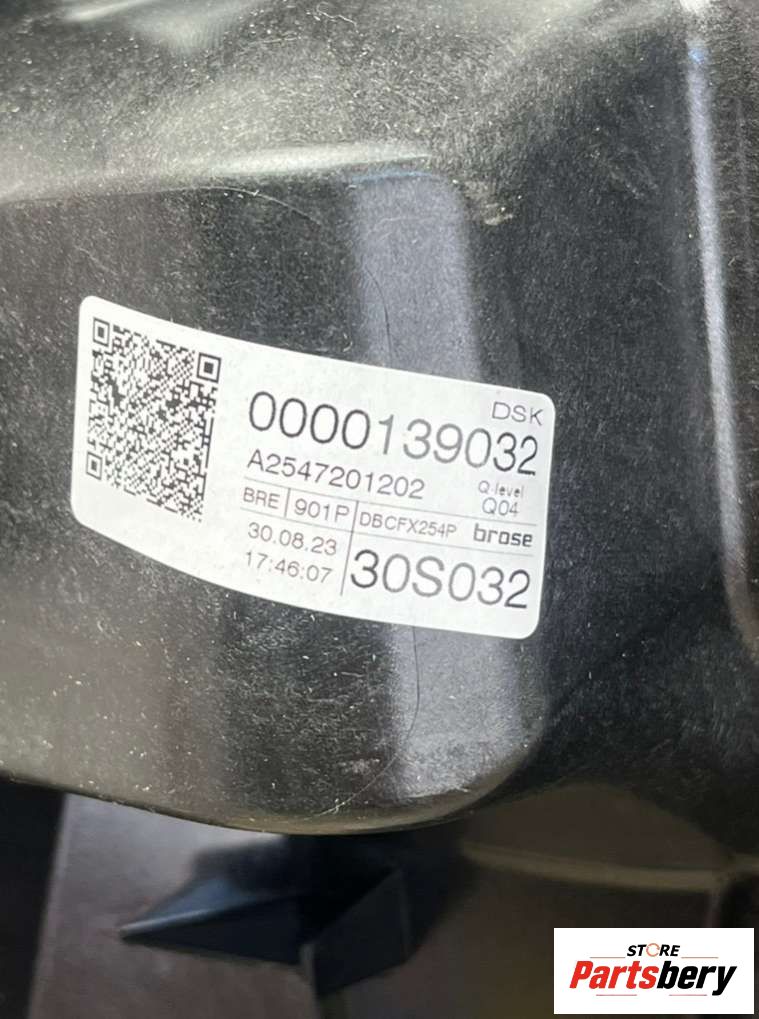 DSK
0000139032
A2547201202
Q level
Q04
BRE 901P DBCFX254P brose
30.08.23
17:46:07
30S032
STORE
Partsbery